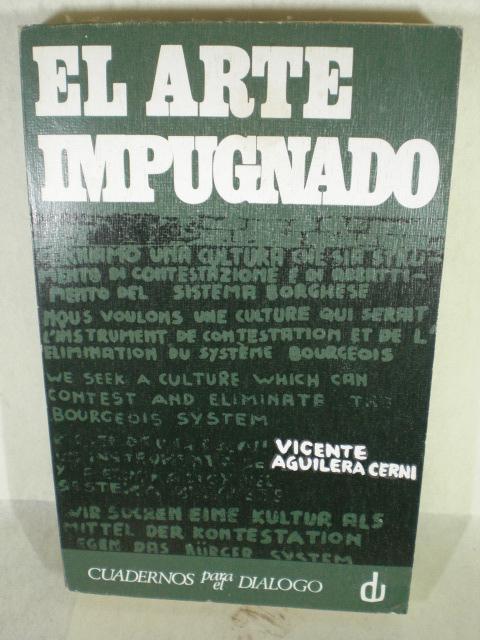 EL ARTE
IMPUGNADO
UNA CULTURA CHE SIA STRU-
MENTO DI CONTESTAZIONE E DI ABBATTI-
MENTO DEL SISTEMA BORGHESE
NOUS VOULONS UNE CULTURE QUI SERAIT
L'INSTRUMENT DE CONTESTATION ET DE L'
ELIMINATION DU SYSTÈME BOURGEOIS
WE SEEK A CULTURE WHICH CAN
CONTEST AND ELIMINATE THE
BOURGEOIS SYSTEM
VICENTE
AGUILERA CERNI
WIR SUCHEN EINE KULTUR ALS
MITTEL DER KONTESTATION
GEGEN DAS BÜRGER SYSTEM
CUADERNOS para el DIALOGO